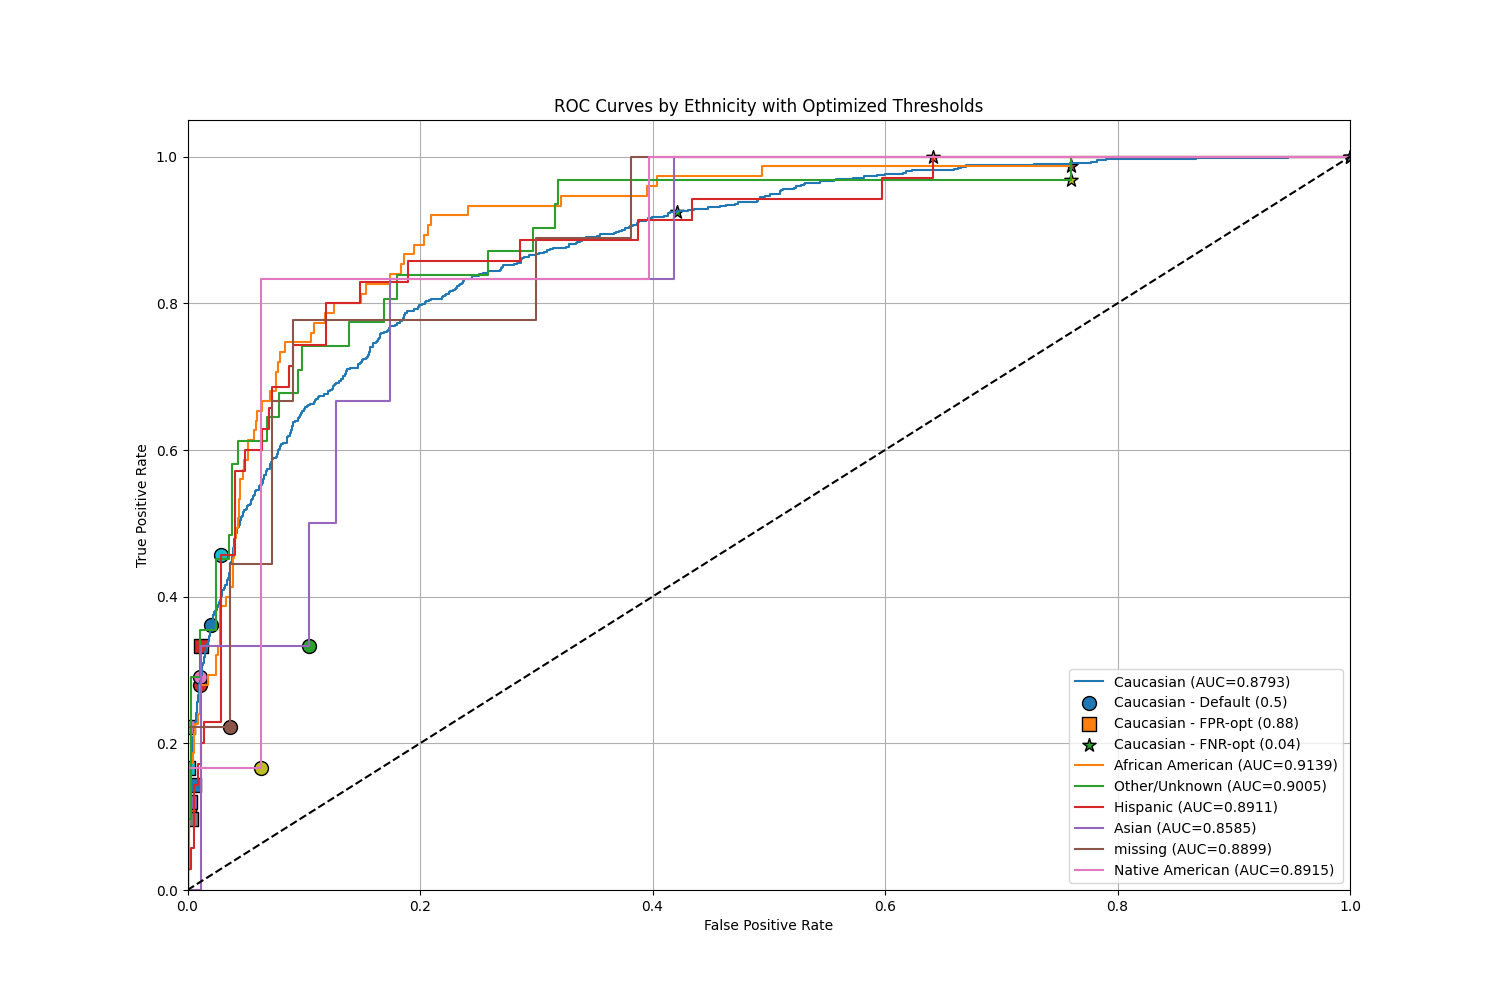 ROC Curves by Ethnicity with Optimized Thresholds
True Positive Rate
1.0
0.8
0.6
0.4
0.2
0.0
0.0 0.2 0.4 0.6 0.8 1.0
False Positive Rate
Caucasian (AUC=0.8793)
Caucasian - Default (0.5)
Caucasian - FPR-opt (0.88)
Caucasian - FNR-opt (0.04)
African American (AUC=0.9139)
Other/Unknown (AUC=0.9005)
Hispanic (AUC=0.8911)
Asian (AUC=0.8585)
missing (AUC=0.8899)
Native American (AUC=0.8915)